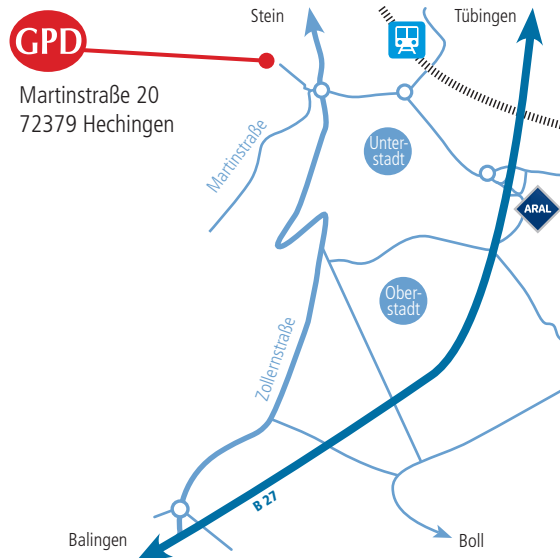 Stein
Tübingen
GPD
Martinstraße 20
72379 Hechingen
Martinstraße
Unter-
stadt
ARAL
Ober-
stadt
Zollernstraße
B 27
Balingen
Boll